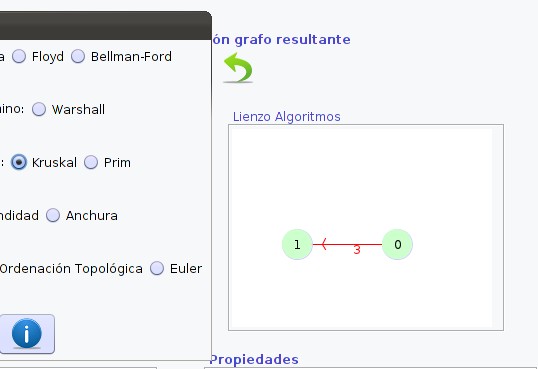 ón grafo resultante
a Floyd Bellman-Ford
Lienzo Algoritmos
ino: Warshall
: Kruskal Prim
ndidad Anchura
1 3 0
Ordenación Topológica Euler
i
Propiedades